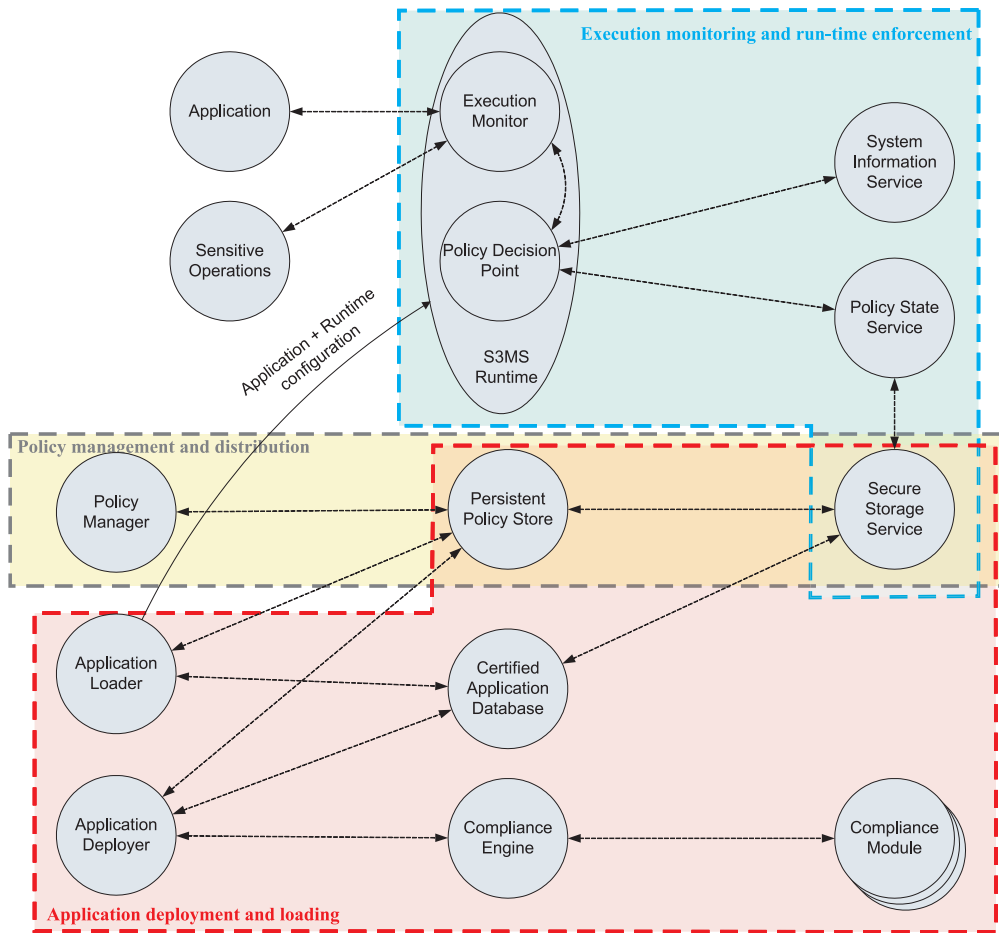 Execution monitoring and run-time enforcement
Application
Execution
Monitor
System
Information
Service
Sensitive
Operations
Policy Decision
Point
Policy State
Service
S3MS
Runtime
Application + Runtime
configuration
Policy management and distribution
Policy
Manager
Persistent
Policy Store
Secure
Storage
Service
Application
Loader
Certified
Application
Database
Application
Deployer
Compliance
Engine
Compliance
Module
Application deployment and loading